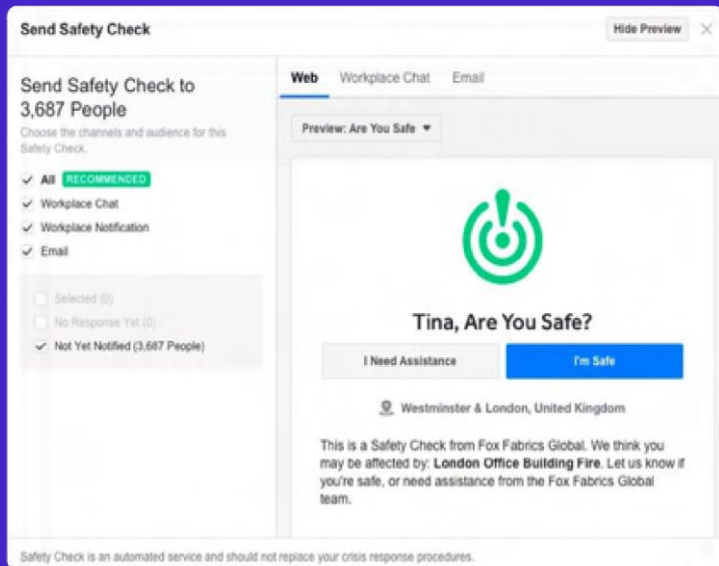 Send Safety Check
Hide Preview
Send Safety Check to
3,687 People
Choose the channels and audience for this
Safety Check.
All RECOMMENDED
Workplace Chat
Workplace Notification
Email
Selected (0)
No Response Yet (0)
Not Yet Notified (3,687 People)
Web Workplace Chat Email
Preview: Are You Safe
Tina, Are You Safe?
I Need Assistance I'm Safe
Westminster & London, United Kingdom
This is a Safety Check from Fox Fabrics Global. We think you
may be affected by: London Office Building Fire. Let us know if
you're safe, or need assistance from the Fox Fabrics Global
team.
Safety Check is an automated service and should not replace your crisis response procedures.